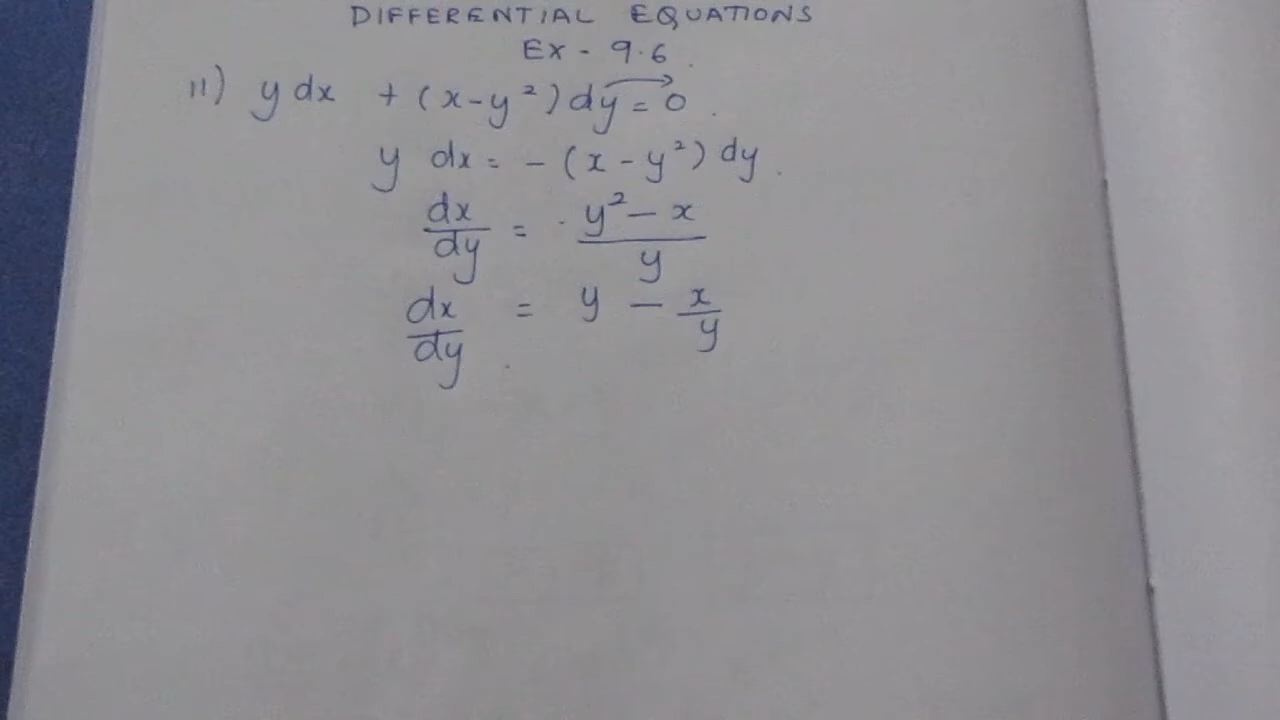 DIFFERENTIAL EQUATIONS
Ex - 9.6.
11) y dx + (x-y²) dy = 0.
y dx = - (x - y²) dy.
dx/dy = (y² - x)/y
dx/dy = y - x/y